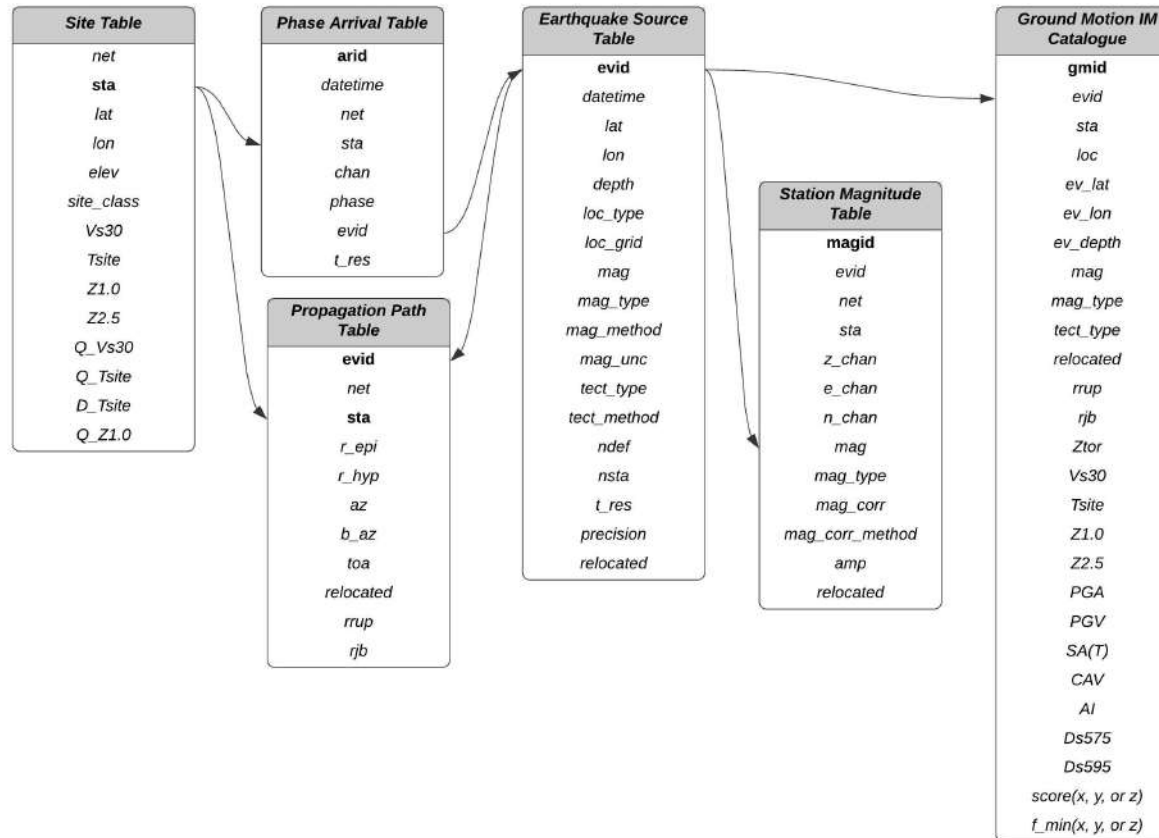 Site Table
net
sta
lat
lon
elev
site_class
Vs30
Tsite
Z1.0
Z2.5
Q_Vs30
Q_Tsite
D_Tsite
Q_Z1.0
Phase Arrival Table
arid
datetime
net
sta
chan
phase
evid
t_res
Propagation Path
Table
evid
net
sta
r_epi
r_hyp
az
b_az
toa
relocated
rrup
rjb
Earthquake Source
Table
evid
datetime
lat
lon
depth
loc_type
loc_grid
mag
mag_type
mag_method
mag_unc
tect_type
tect_method
ndef
nsta
t_res
precision
relocated
Station Magnitude
Table
magid
evid
net
sta
z_chan
e_chan
n_chan
mag
mag_type
mag_corr
mag_corr_method
amp
relocated
Ground Motion IM
Catalogue
gmid
evid
sta
loc
ev_lat
ev_lon
ev_depth
mag
mag_type
tect_type
relocated
rrup
rjb
Ztor
Vs30
Tsite
Z1.0
Z2.5
PGA
PGV
SA(T)
CAV
AI
Ds575
Ds595
score(x, y, or z)
f_min(x, y, or z)